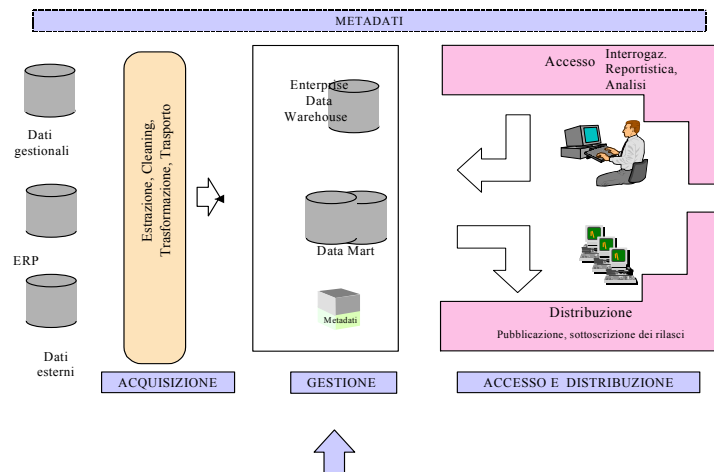 METADATI
Dati
gestionali
ERP
Dati
esterni
Estrazione, Cleaning,
Trasformazione, Trasporto
Enterprise
Data
Warehouse
Data Mart
Metadati
Accesso
Interrogaz.
Reportistica,
Analisi
Distribuzione
Pubblicazione, sottoscrizione dei rilasci
ACQUISIZIONE
GESTIONE
ACCESSO E DISTRIBUZIONE